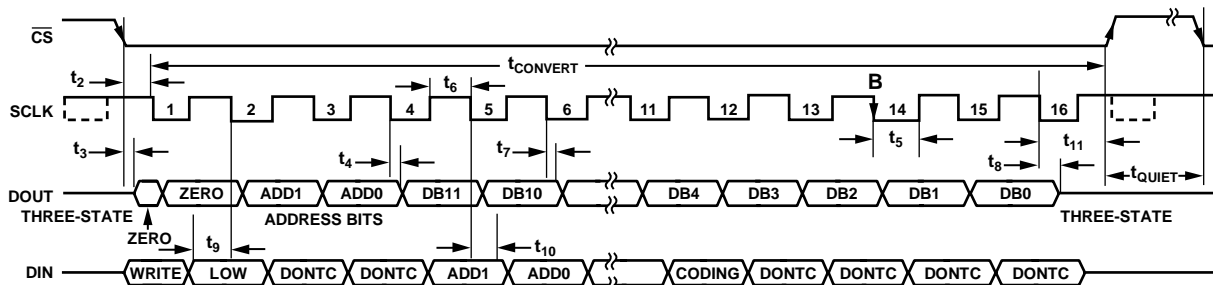 CS
t2
tCONVERT
t6
B
SCLK
1 2 3 4 5 6 11 12 13 14 15 16
t3 t4 t7 t5 t8 t11
tQUIET
DOUT
ZERO ADD1 ADD0 DB11 DB10 DB4 DB3 DB2 DB1 DB0
THREE-STATE ADDRESS BITS THREE-STATE
ZERO
t9 t10
DIN
WRITE LOW DONTC DONTC ADD1 ADD0 CODING DONTC DONTC DONTC DONTC